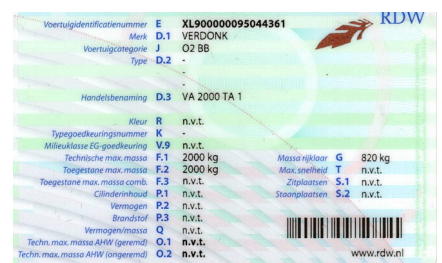 RDW
Voertuigidentificatienummer E XL900000095044361
Merk D.1 VERDONK
Voertuigcategorie J O2 BB
Type D.2 -
-
-
Handelsbenaming D.3 VA 2000 TA 1
Kleur R n.v.t.
Typegoedkeuringsnummer K -
Milieuklasse EG-goedkeuring V.9 n.v.t.
Technische max. massa F.1 2000 kg Massa rijklaar G 820 kg
Toegestane max. massa F.2 2000 kg Max. snelheid T n.v.t.
Toegestane max. massa comb. F.3 n.v.t. Zitplaatsen S.1 n.v.t.
Cilinderinhoud P.1 n.v.t. Staanplaatsen S.2 n.v.t.
Vermogen P.2 n.v.t.
Brandstof P.3 n.v.t.
Vermogen/massa Q n.v.t.
Techn. max. massa AHW (geremd) O.1 n.v.t.
Techn. max. massa AHW (ongeremd) O.2 n.v.t. www.rdw.nl